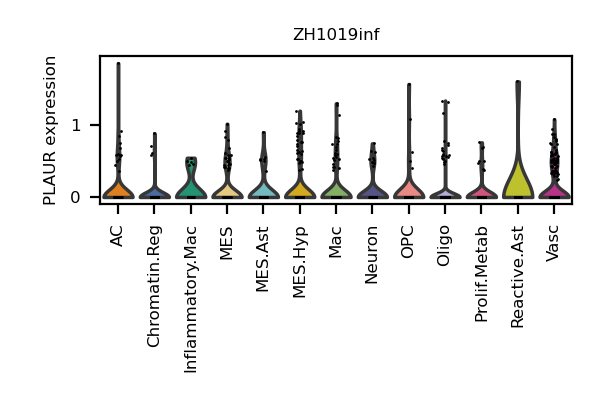 ZH1019inf
PLAUR expression
1
0
AC
Chromatin.Reg
Inflammatory.Mac
MES
MES.Ast
MES.Hyp
Mac
Neuron
OPC
Oligo
Prolif.Metab
Reactive.Ast
Vasc